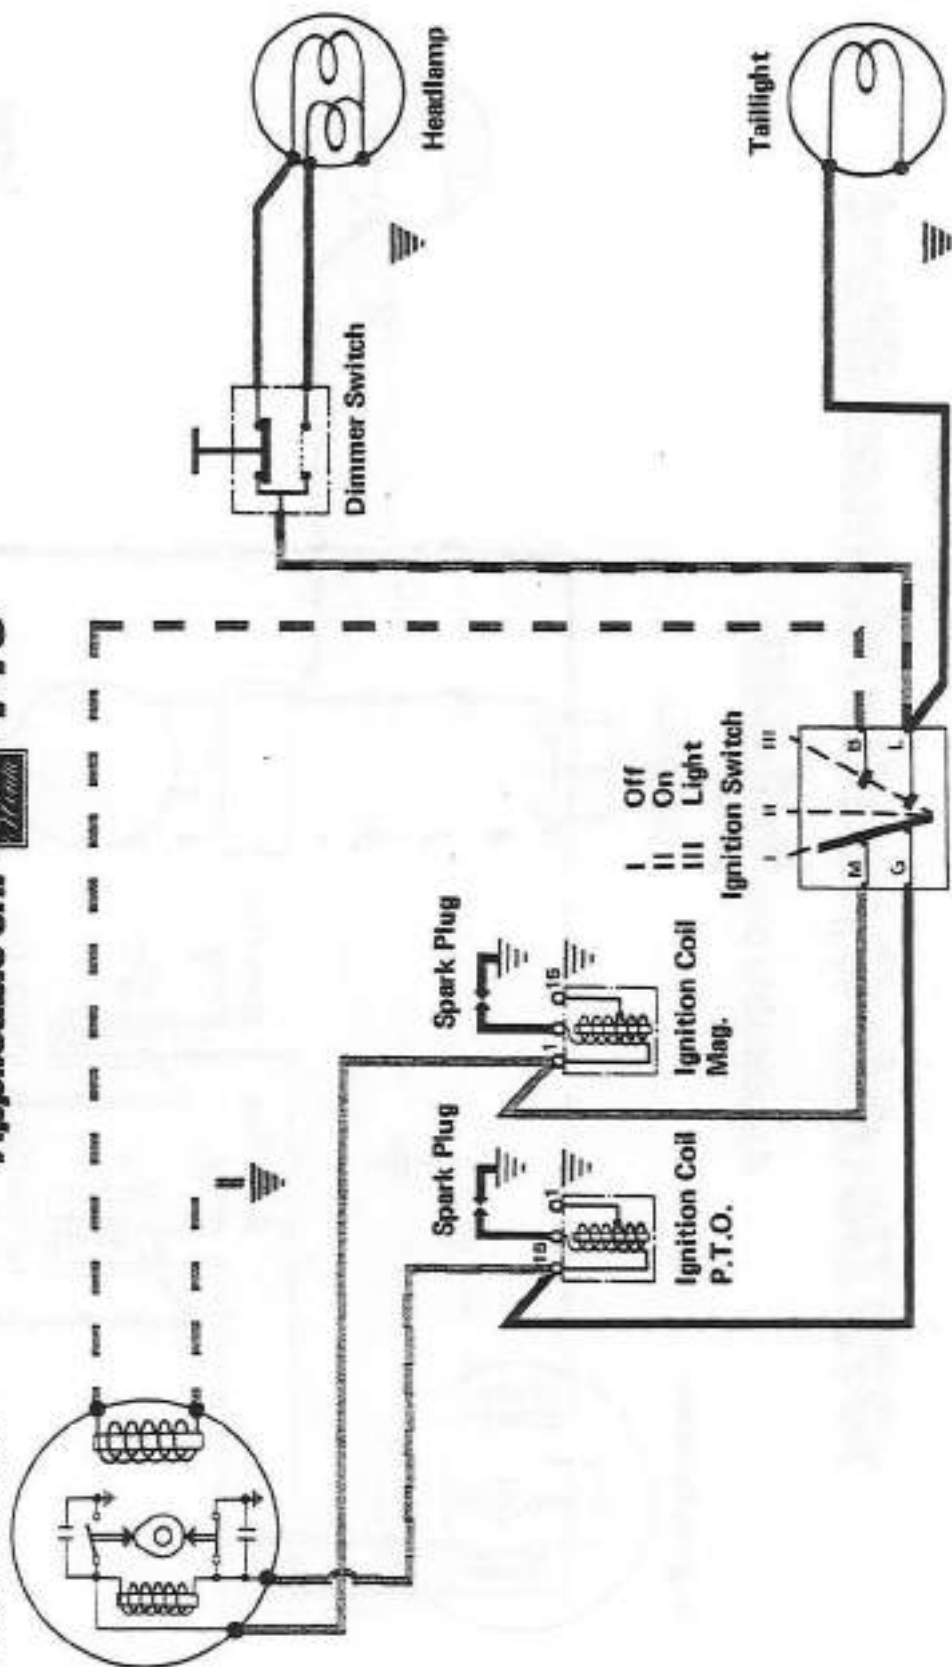 Headlamp
Taillight
Dimmer Switch
I Off
II On
III Light
Ignition Switch
I II III
M B
G L
Spark Plug
1 15
Ignition Coil
Mag.
Spark Plug
15 1
Ignition Coil
P.T.O.